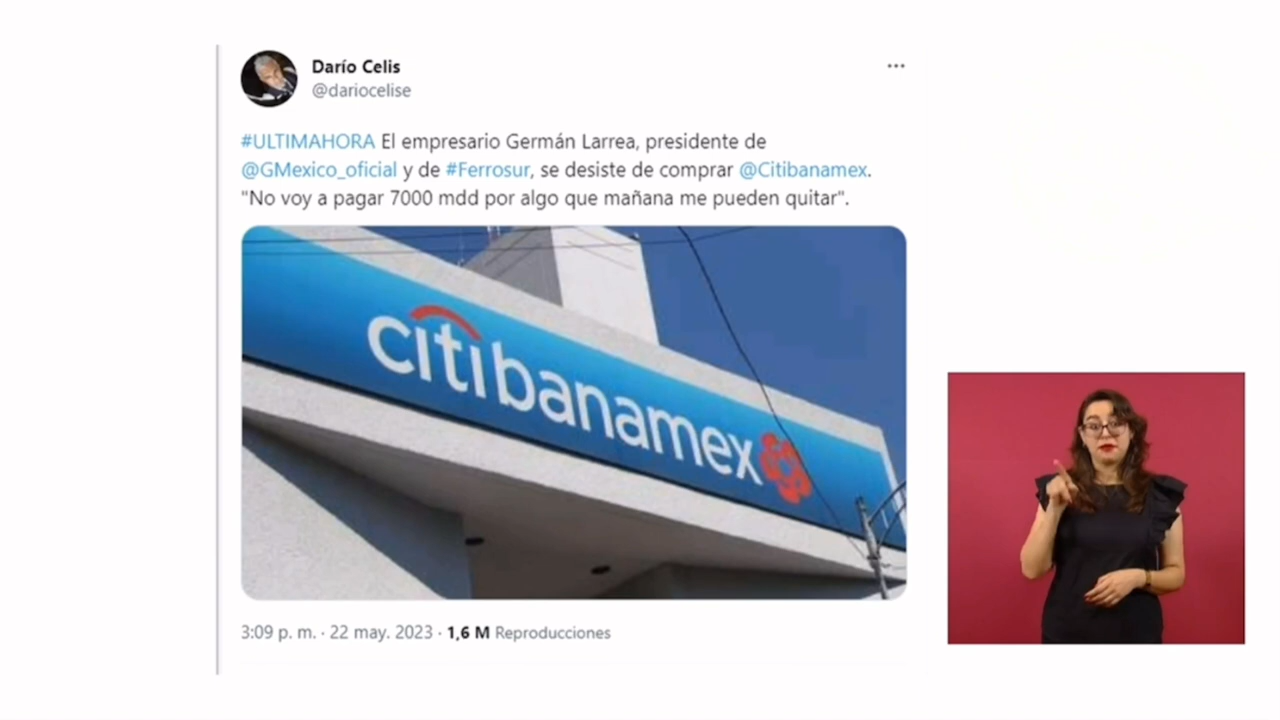 Darío Celis
@dariocelise
#ULTIMAHORA El empresario Germán Larrea, presidente de
@GMexico_oficial y de #Ferrosur, se desiste de comprar @Citibanamex.
"No voy a pagar 7000 mdd por algo que mañana me pueden quitar".
citibanamex
3:09 p. m. · 22 may. 2023 · 1,6 M Reproducciones